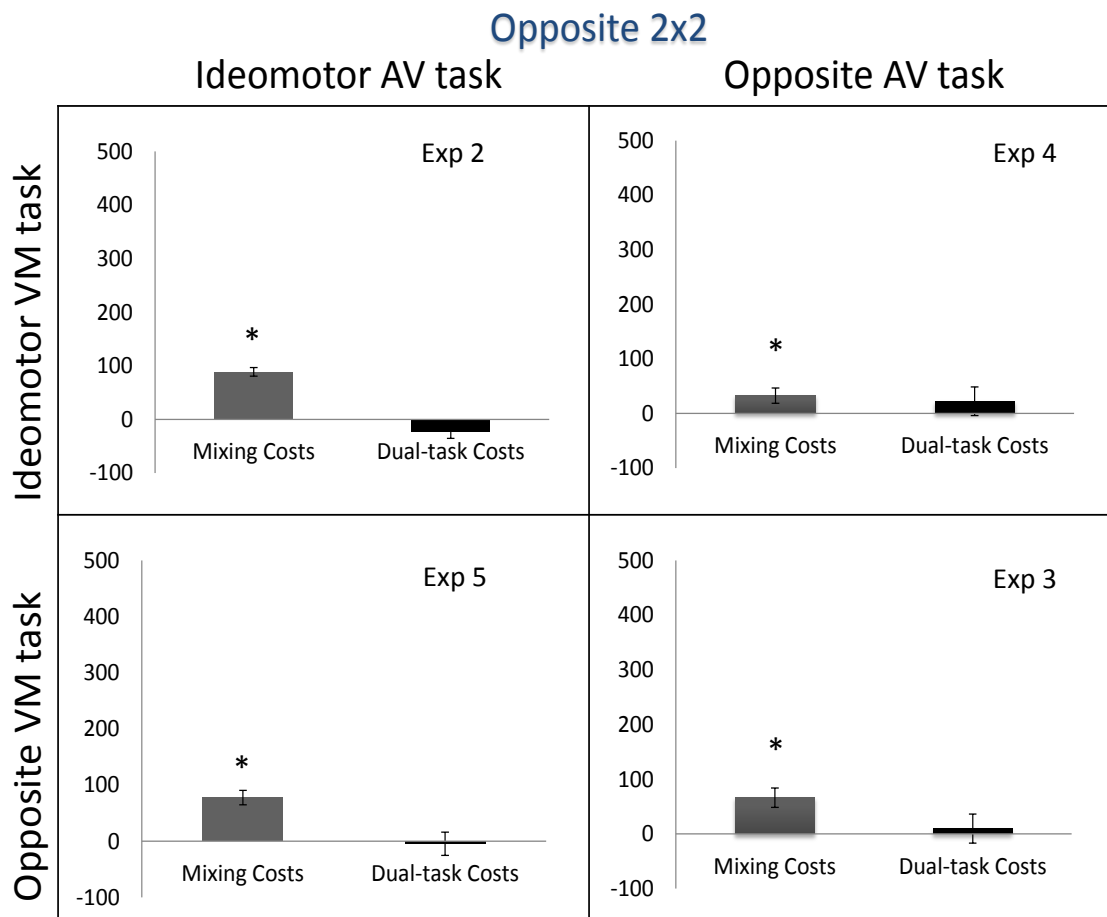 Opposite 2x2
Ideomotor AV task
Opposite AV task
Ideomotor VM task
Exp 2
500
400
300
200
100
0
-100
*
Mixing Costs
Dual-task Costs
Exp 4
500
400
300
200
100
0
-100
*
Mixing Costs
Dual-task Costs
Opposite VM task
Exp 5
500
400
300
200
100
0
-100
*
Mixing Costs
Dual-task Costs
Exp 3
500
400
300
200
100
0
-100
*
Mixing Costs
Dual-task Costs